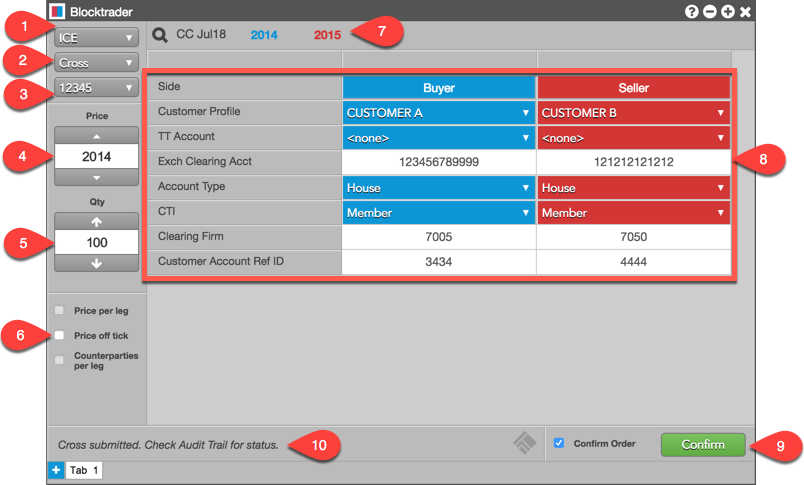 Blocktrader
1
ICE
CC Jul18 2014 2015
7
2
Cross
3
12345
Side Buyer Seller
Customer Profile CUSTOMER A CUSTOMER B
TT Account <none> <none>
Exch Clearing Acct 123456789999 121212121212
Account Type House House
CTI Member Member
Clearing Firm 7005 7050
Customer Account Ref ID 3434 4444
8
Price
4
2014
Qty
5
100
Price per leg
6
Price off tick
Counterparties
per leg
Cross submitted. Check Audit Trail for status.
10
Confirm Order
Confirm
9
+ Tab 1